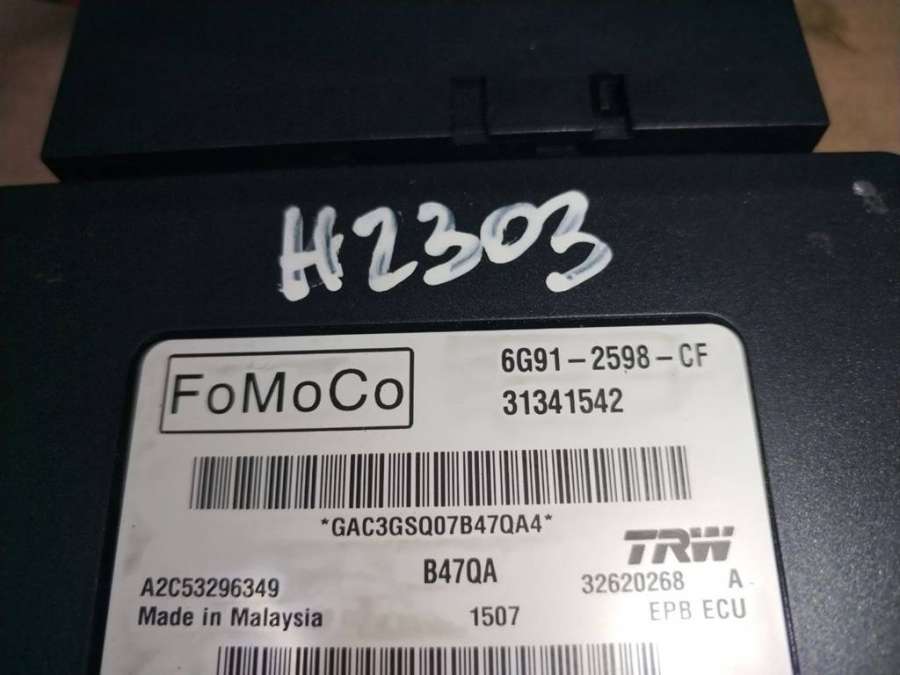 H2303
FoMoCo
6G91-2598-CF
31341542
*GAC3GSQ07B47QA4*
TRW
A2C53296349
B47QA
32620268 A
Made in Malaysia
1507
EPB ECU